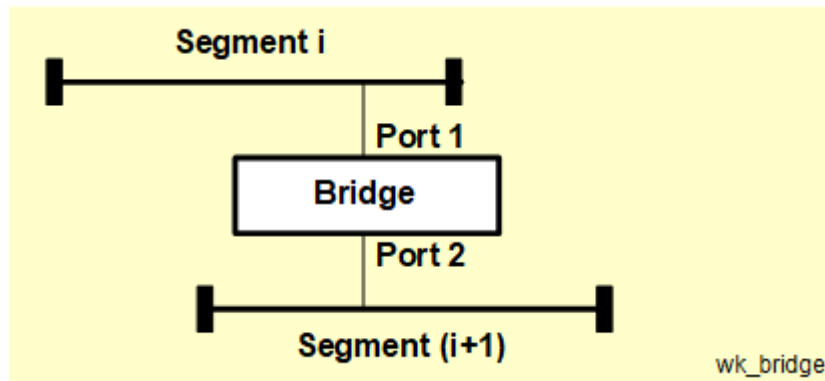 Segment i
Port 1
Bridge
Port 2
Segment (i+1)
wk_bridge